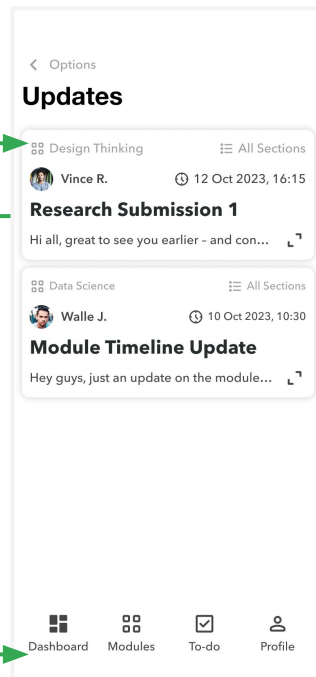 Options
Updates
Design Thinking All Sections
Vince R. 12 Oct 2023, 16:15
Research Submission 1
Hi all, great to see you earlier – and con...
Data Science All Sections
Walle J. 10 Oct 2023, 10:30
Module Timeline Update
Hey guys, just an update on the module...
Dashboard Modules To-do Profile